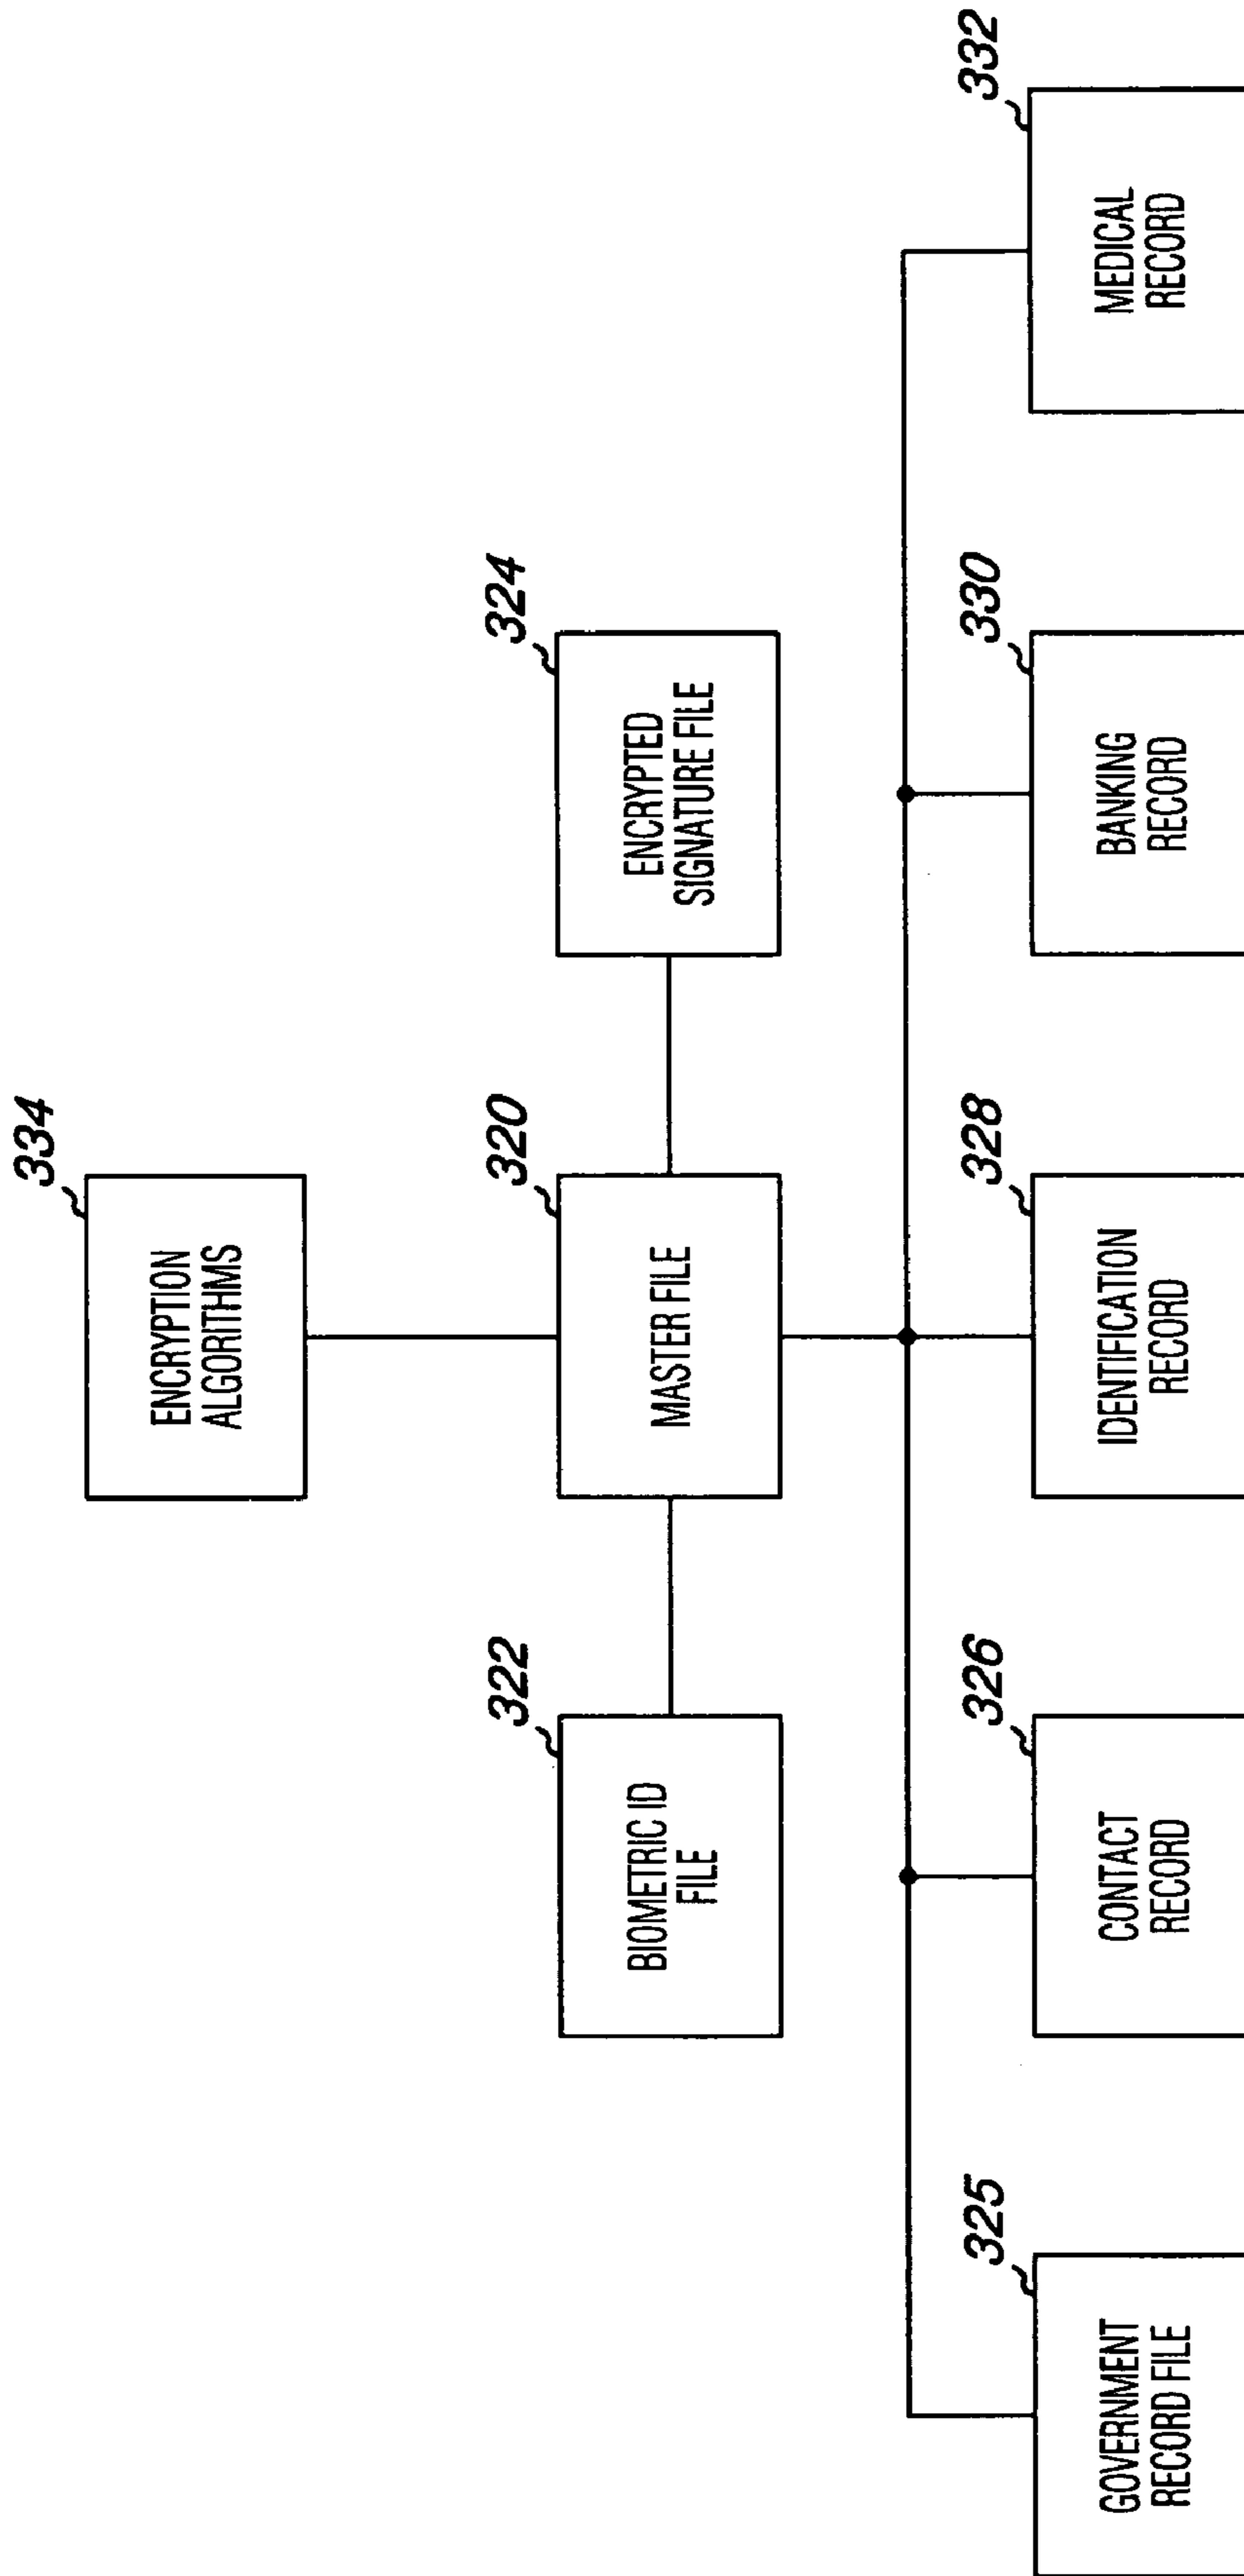 334
ENCRYPTION
ALGORITHMS
322
BIOMETRIC ID
FILE
320
MASTER FILE
324
ENCRYPTED
SIGNATURE FILE
325
GOVERNMENT
RECORD FILE
326
CONTACT
RECORD
328
IDENTIFICATION
RECORD
330
BANKING
RECORD
332
MEDICAL
RECORD